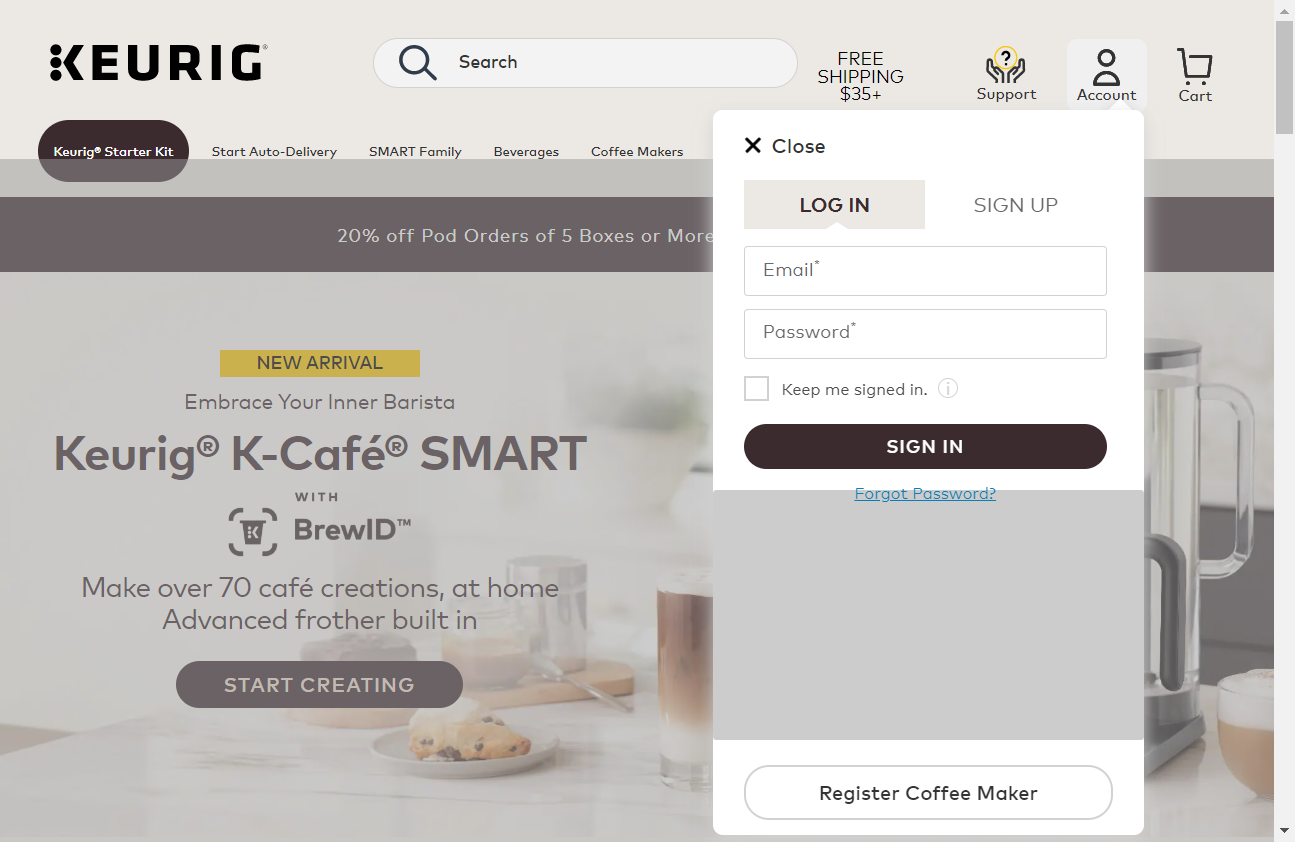 KEURIG®
Search
FREE
SHIPPING
$35+
?
Support
Account
Cart
Keurig® Starter Kit
Start Auto-Delivery
SMART Family
Beverages
Coffee Makers
Close
LOG IN
SIGN UP
Email*
Password*
Keep me signed in.
i
SIGN IN
Forgot Password?
Register Coffee Maker
20% off Pod Orders of 5 Boxes or More
NEW ARRIVAL
Embrace Your Inner Barista
Keurig® K-Café® SMART
WITH
BrewID™
Make over 70 café creations, at home
Advanced frother built in
START CREATING